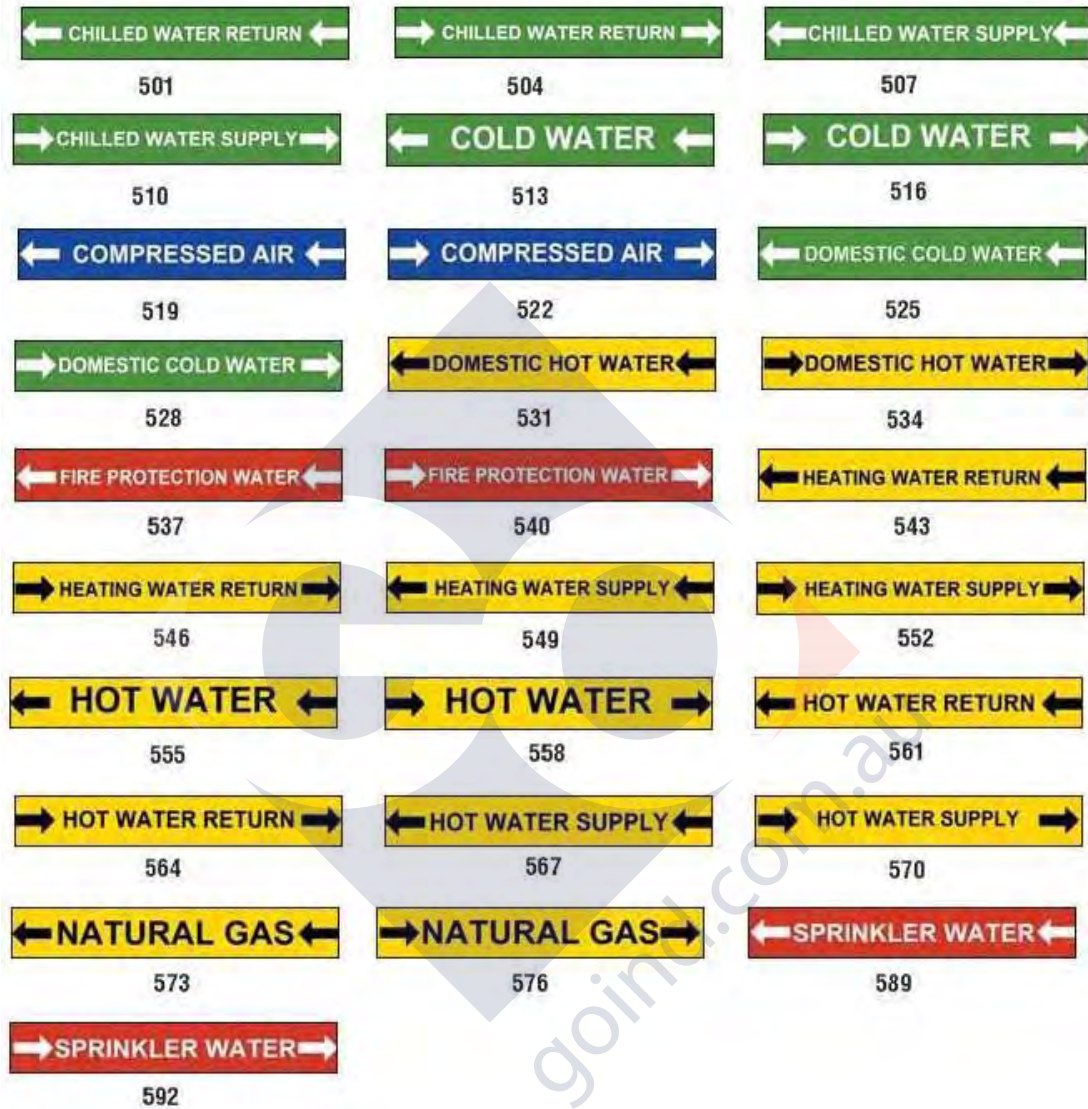 CHILLED WATER RETURN
CHILLED WATER RETURN
CHILLED WATER SUPPLY
501
504
507
CHILLED WATER SUPPLY
COLD WATER
COLD WATER
510
513
516
COMPRESSED AIR
COMPRESSED AIR
DOMESTIC COLD WATER
519
522
525
DOMESTIC COLD WATER
DOMESTIC HOT WATER
DOMESTIC HOT WATER
528
531
534
FIRE PROTECTION WATER
FIRE PROTECTION WATER
HEATING WATER RETURN
537
540
543
HEATING WATER RETURN
HEATING WATER SUPPLY
HEATING WATER SUPPLY
546
549
552
HOT WATER
HOT WATER
HOT WATER RETURN
555
558
561
HOT WATER RETURN
HOT WATER SUPPLY
HOT WATER SUPPLY
564
567
570
NATURAL GAS
NATURAL GAS
SPRINKLER WATER
573
576
589
SPRINKLER WATER
592
goind.com.au